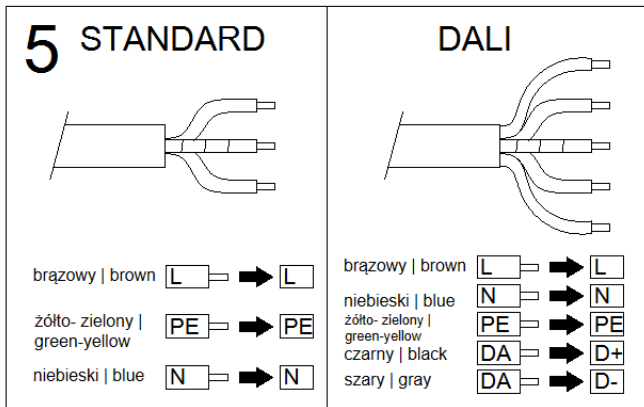 5 STANDARD
brązowy | brown L L
żółto- zielony |
green-yellow PE PE
niebieski | blue N N
DALI
brązowy | brown L L
niebieski | blue N N
żółto- zielony |
green-yellow PE PE
czarny | black DA D+
szary | gray DA D-